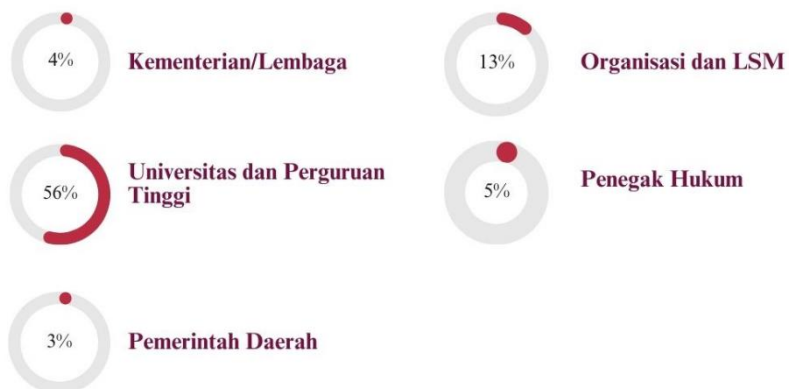 4%
Kementerian/Lembaga
13%
Organisasi dan LSM
56%
Universitas dan Perguruan
Tinggi
5%
Penegak Hukum
3%
Pemerintah Daerah